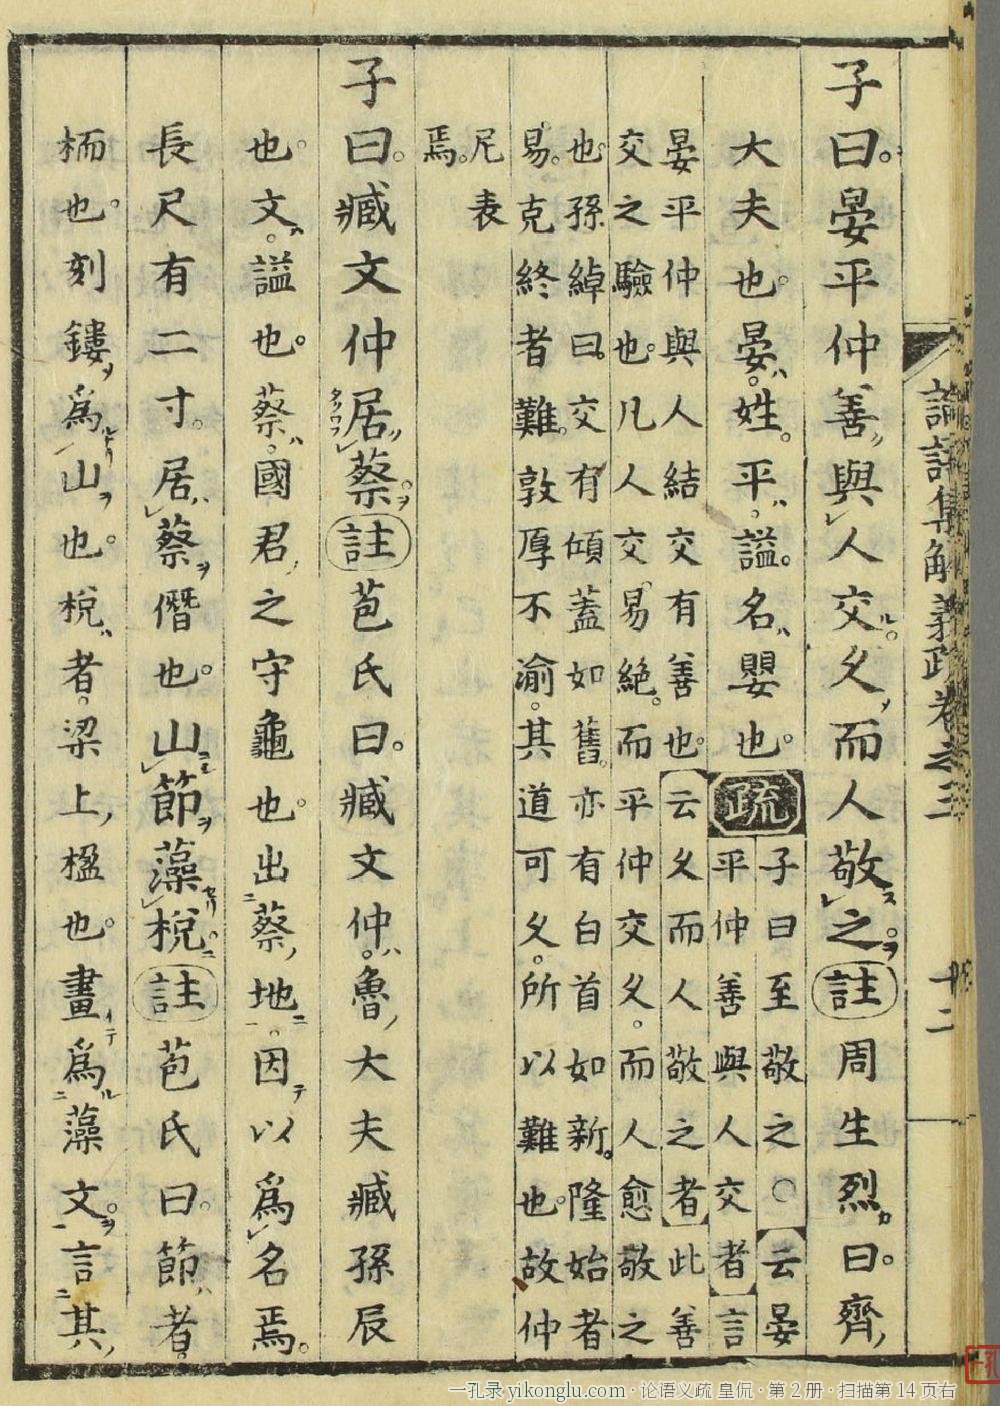 子曰晏平仲善與人交久而人敬之註周生烈曰齊
大夫也晏姓平謚名嬰也疏
子曰至敬之○云晏
平仲善與人交者言
晏平仲與人結交有善也云久而人敬之者此善
交之驗也凡人交易絶而平仲交久而人愈敬之
也孫綽曰交有傾蓋如舊亦有白首如新隆始者
易克終者難敦厚不渝其道可久所以難也故仲
尼表
焉
子曰臧文仲居蔡註苞氏曰臧文仲魯大夫臧孫辰
也文謚也蔡國君之守龜也出蔡地因以爲名焉
長尺有二寸居蔡僭也山節藻梲註苞氏曰節者
栭也刻鏤爲山也梲者梁上楹也畫爲藻文言其
論語集解義疏卷之三
十二
一孔录 yikonglu.com · 论语义疏 皇侃 · 第 2 册 · 扫描第 14 页右